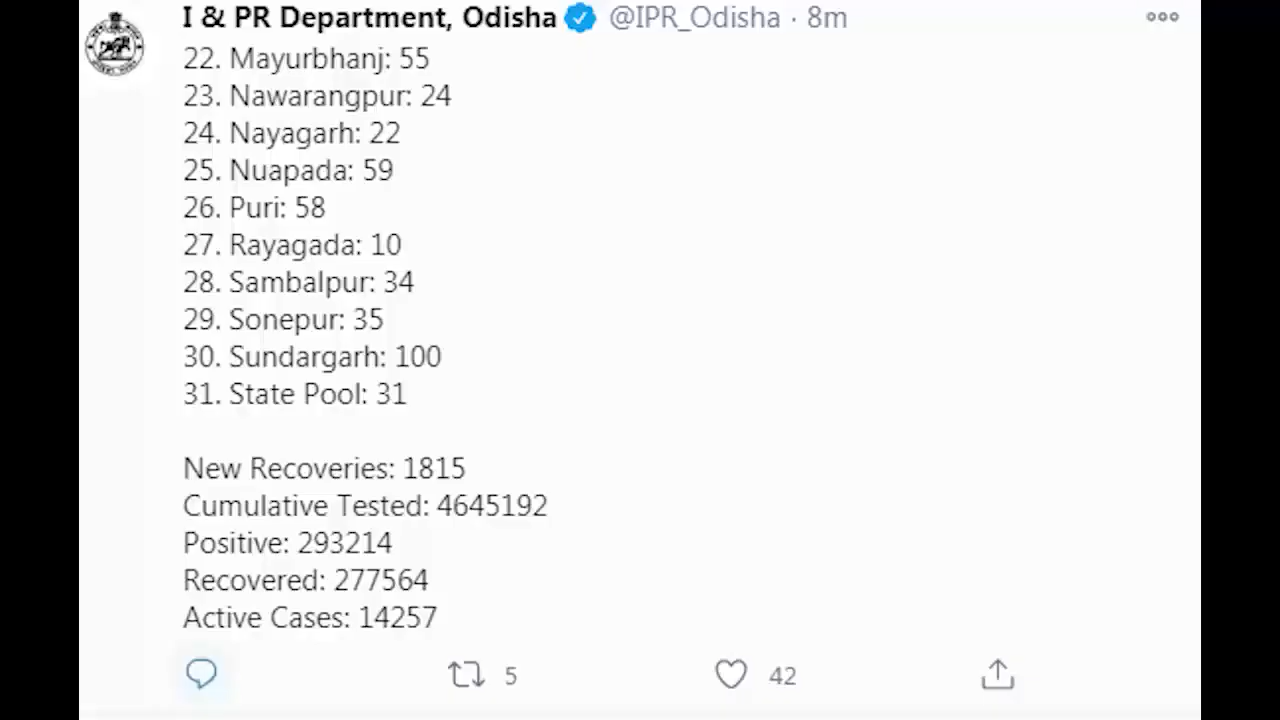 I & PR Department, Odisha @IPR_Odisha · 8m
22. Mayurbhanj: 55
23. Nawarangpur: 24
24. Nayagarh: 22
25. Nuapada: 59
26. Puri: 58
27. Rayagada: 10
28. Sambalpur: 34
29. Sonepur: 35
30. Sundargarh: 100
31. State Pool: 31
New Recoveries: 1815
Cumulative Tested: 4645192
Positive: 293214
Recovered: 277564
Active Cases: 14257
5 42